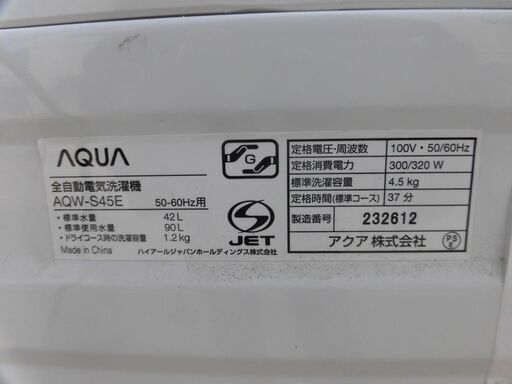 AQUA
全自動電気洗濯機
AQW-S45E 50-60Hz用
・標準水量 42L
・標準使用水量 90L
・ドライコース時の洗濯容量 1.2kg
Made in China
ハイアールジャパンホールディングス株式会社
G
S
JET
定格電圧・周波数 100V・50/60Hz
定格消費電力 300/320 W
標準洗濯容量 4.5kg
定格時間(標準コース) 37分
製造番号 232612
アクア株式会社
PS
E